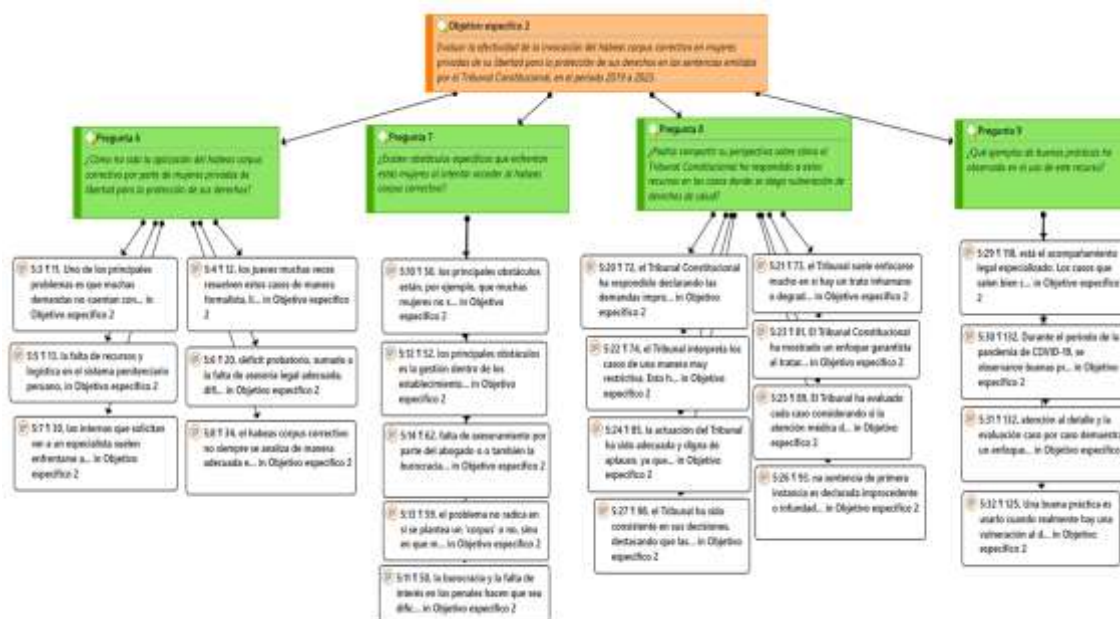 Objetivo específico 2
Evaluar la efectividad de la invocación del habeas corpus correctivo en mujeres
privadas de su libertad para la protección de sus derechos en las sentencias emitidas
por el Tribunal Constitucional, en el periodo 2019 a 2023.
Pregunta 6
¿Cómo ha sido la aplicación del habeas corpus
correctivo por parte de mujeres privadas de
libertad para la protección de sus derechos?
5:3 ¶ 11, Uno de los principales
problemas es que muchas
demandas no cuentan con... in
Objetivo específico 2
5:4 ¶ 12, los jueces muchas veces
resuelven estos casos de manera
formalista, li... in Objetivo específico
2
5:5 ¶ 13, la falta de recursos y
logística en el sistema penitenciario
peruano, in Objetivo específico 2
5:6 ¶ 20, déficit probatorio, sumado a
la falta de asesoría legal adecuada,
difi... in Objetivo específico 2
5:7 ¶ 30, las internas que solicitan
ver a un especialista suelen
enfrentarse a... in Objetivo
específico 2
5:8 ¶ 34, el habeas corpus correctivo
no siempre se analiza de manera
adecuada e... in Objetivo específico 2
Pregunta 7
¿Existen obstáculos específicos que enfrentan
estas mujeres al intentar acceder al habeas
corpus correctivo?
5:10 ¶ 50, los principales obstáculos
están, por ejemplo, que muchas
mujeres no s... in Objetivo
específico 2
5:12 ¶ 52, los principales obstáculos
es la gestión dentro de los
establecimiento... in Objetivo
específico 2
5:14 ¶ 62, falta de asesoramiento por
parte del abogado o o también la
burocracia... in Objetivo específico 2
5:13 ¶ 59, el problema no radica en
si se plantea un 'corpus' o no, sino
en que m... in Objetivo específico 2
5:11 ¶ 50, la burocracia y la falta de
interés en los penales hacen que sea
difíc... in Objetivo específico 2
Pregunta 8
¿Podría compartir su perspectiva sobre cómo el
Tribunal Constitucional ha respondido a estos
recursos en los casos donde se alega vulneración de
derechos de salud?
5:20 ¶ 72, el Tribunal Constitucional
ha respondido declarando las
demandas impro... in Objetivo
específico 2
5:21 ¶ 73, el Tribunal suele enfocarse
mucho en si hay un trato inhumano
o degrad... in Objetivo específico 2
5:22 ¶ 74, el Tribunal interpreta los
casos de una manera muy
restrictiva. Esto h... in Objetivo
específico 2
5:23 ¶ 81, El Tribunal Constitucional
ha mostrado un enfoque garantista
al tratar... in Objetivo específico 2
5:24 ¶ 85, la actuación del Tribunal
ha sido adecuada y digna de
aplauso, ya que... in Objetivo
específico 2
5:25 ¶ 89, El Tribunal ha evaluado
cada caso considerando si la
atención médica d... in Objetivo
específico 2
5:26 ¶ 93, na sentencia de primera
instancia es declarada improcedente
o infundad... in Objetivo específico 2
5:27 ¶ 98, el Tribunal ha sido
consistente en sus decisiones,
destacando que las... in Objetivo
específico 2
Pregunta 9
¿Qué ejemplos de buenas prácticas ha
observado en el uso de este recurso?
5:29 ¶ 118, está el acompañamiento
legal especializado. Los casos que
salen bien s... in Objetivo específico
2
5:30 ¶ 132, Durante el periodo de la
pandemia de COVID-19, se
observaron buenas pr... in Objetivo
específico 2
5:31 ¶ 132, atención al detalle y la
evaluación caso por caso demuestra
un enfoque... in Objetivo específico 2
5:32 ¶ 125, Una buena práctica es
usarlo cuando realmente hay una
vulneración al d... in Objetivo
específico 2